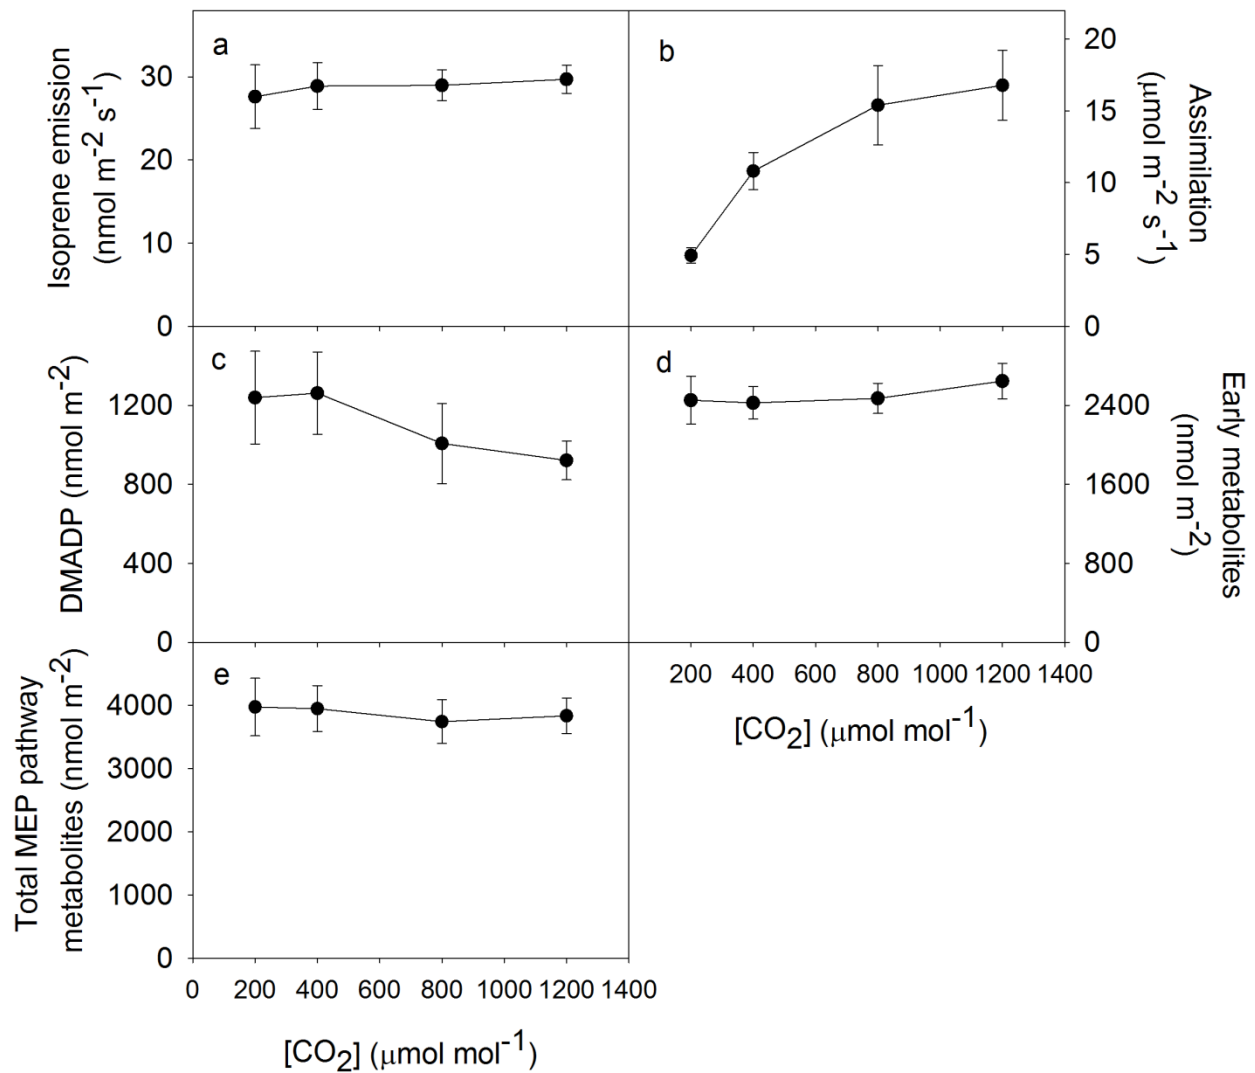 a
Isoprene emission
(nmol m⁻² s⁻¹)
30
20
10
0
b
20
15
10
5
0
Assimilation
(μmol m⁻² s⁻¹)
c
DMADP (nmol m⁻²)
1200
800
400
0
d
2400
1600
800
0
Early metabolites
(nmol m⁻²)
e
Total MEP pathway
metabolites (nmol m⁻²)
4000
3000
2000
1000
0
200 400 600 800 1000 1200 1400
[CO₂] (μmol mol⁻¹)
0 200 400 600 800 1000 1200 1400
[CO₂] (μmol mol⁻¹)